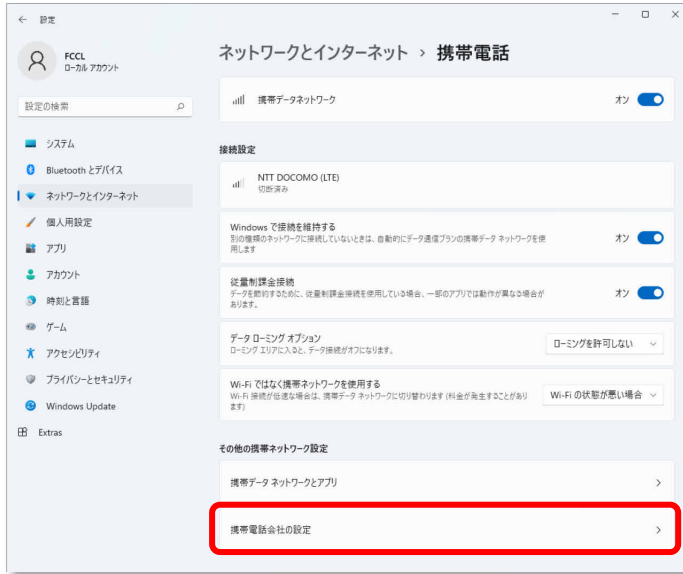 ← 設定
FCCL
ローカル アカウント
設定の検索
システム
Bluetooth とデバイス
ネットワークとインターネット
個人用設定
アプリ
アカウント
時刻と言語
ゲーム
アクセシビリティ
プライバシーとセキュリティ
Windows Update
Extras
ネットワークとインターネット › 携帯電話
携帯データネットワーク
オン
接続設定
NTT DOCOMO (LTE)
切断済み
Windows で接続を維持する
別の種類のネットワークに接続していないときは、自動的にデータ通信プランの携帯データ ネットワークを使
用します
オン
従量制課金接続
データを節約するために、従量制課金接続を使用している場合、一部のアプリでは動作が異なる場合が
あります。
オン
データ ローミング オプション
ローミング エリアに入ると、データ接続がオフになります。
ローミングを許可しない
Wi-Fi ではなく携帯ネットワークを使用する
Wi-Fi 接続が低速な場合は、携帯データ ネットワークに切り替わります (料金が発生することがあり
ます)
Wi-Fi の状態が悪い場合
その他の携帯ネットワーク設定
携帯データ ネットワークとアプリ
携帯電話会社の設定